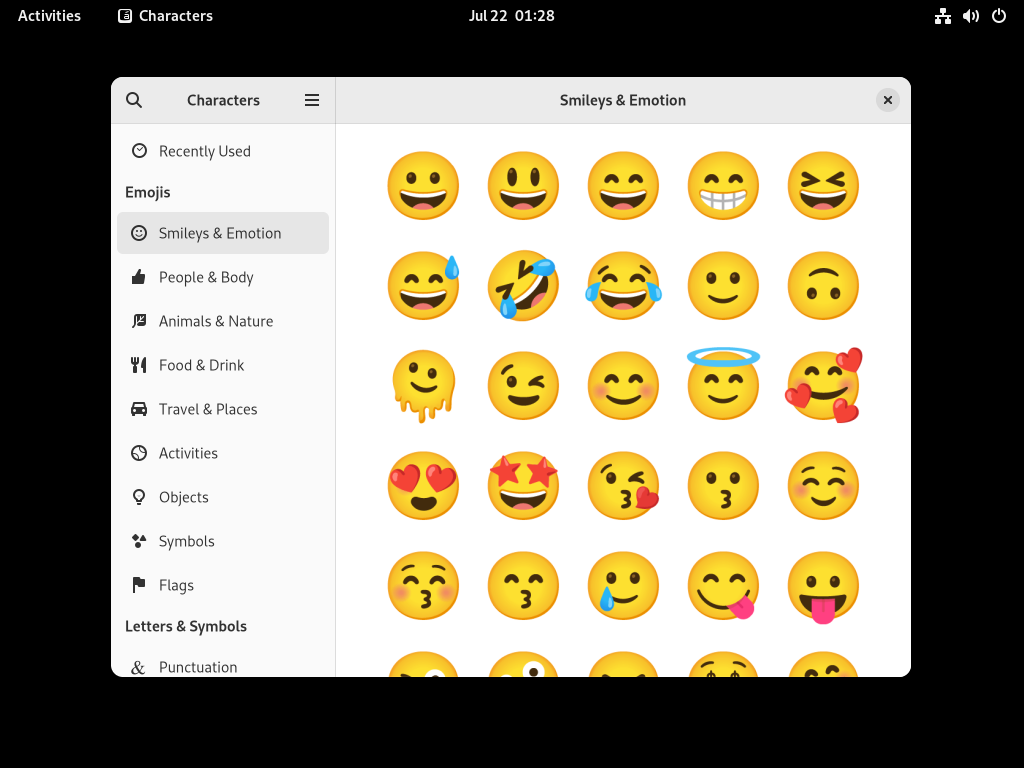 Activities Characters Jul 22 01:28
Characters Smileys & Emotion
Recently Used
Emojis
Smileys & Emotion
People & Body
Animals & Nature
Food & Drink
Travel & Places
Activities
Objects
Symbols
Flags
Letters & Symbols
& Punctuation